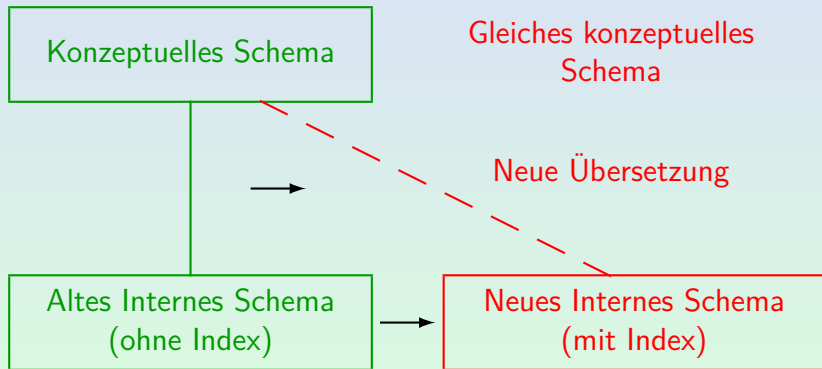 Konzeptuelles Schema
Gleiches konzeptuelles
Schema
Neue Übersetzung
Altes Internes Schema
(ohne Index)
Neues Internes Schema
(mit Index)